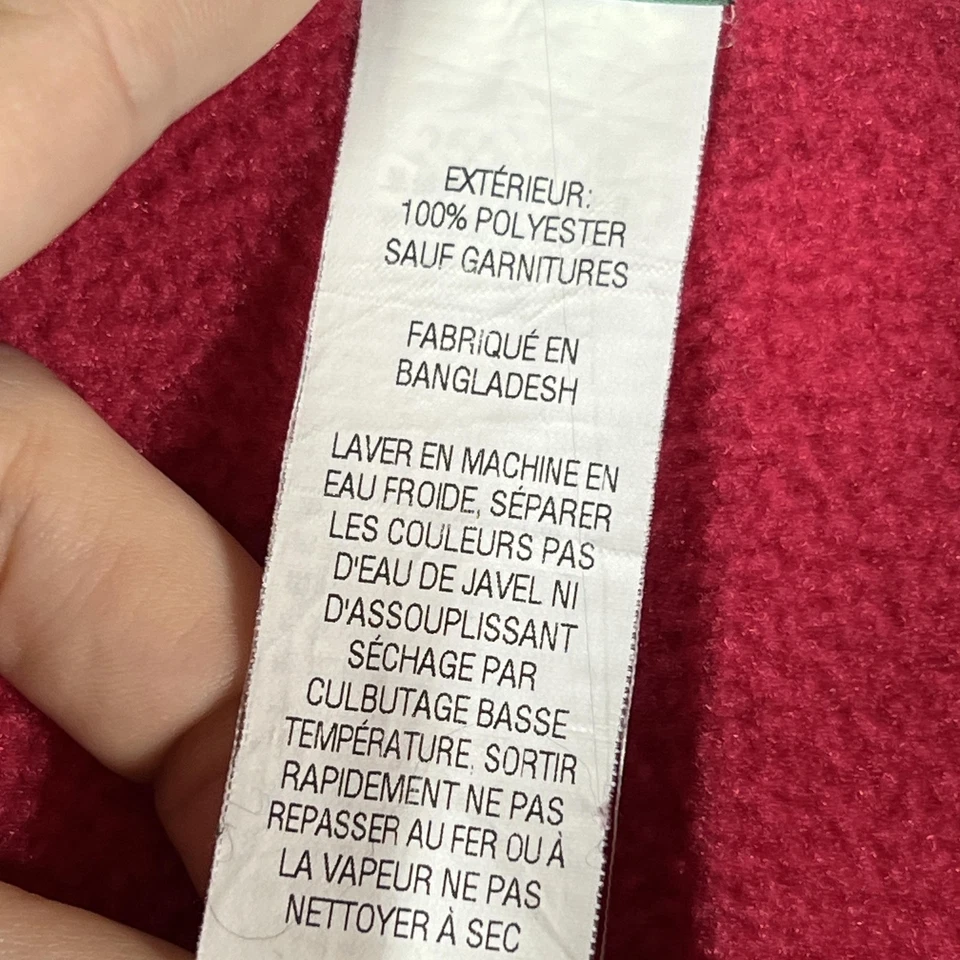 EXTÉRIEUR:
100% POLYESTER
SAUF GARNITURES
FABRIQUÉ EN
BANGLADESH
LAVER EN MACHINE EN
EAU FROIDE, SÉPARER
LES COULEURS PAS
D'EAU DE JAVEL NI
D'ASSOUPLISSANT
SÉCHAGE PAR
CULBUTAGE BASSE
TEMPÉRATURE, SORTIR
RAPIDEMENT NE PAS
REPASSER AU FER OU À
LA VAPEUR NE PAS
NETTOYER À SEC